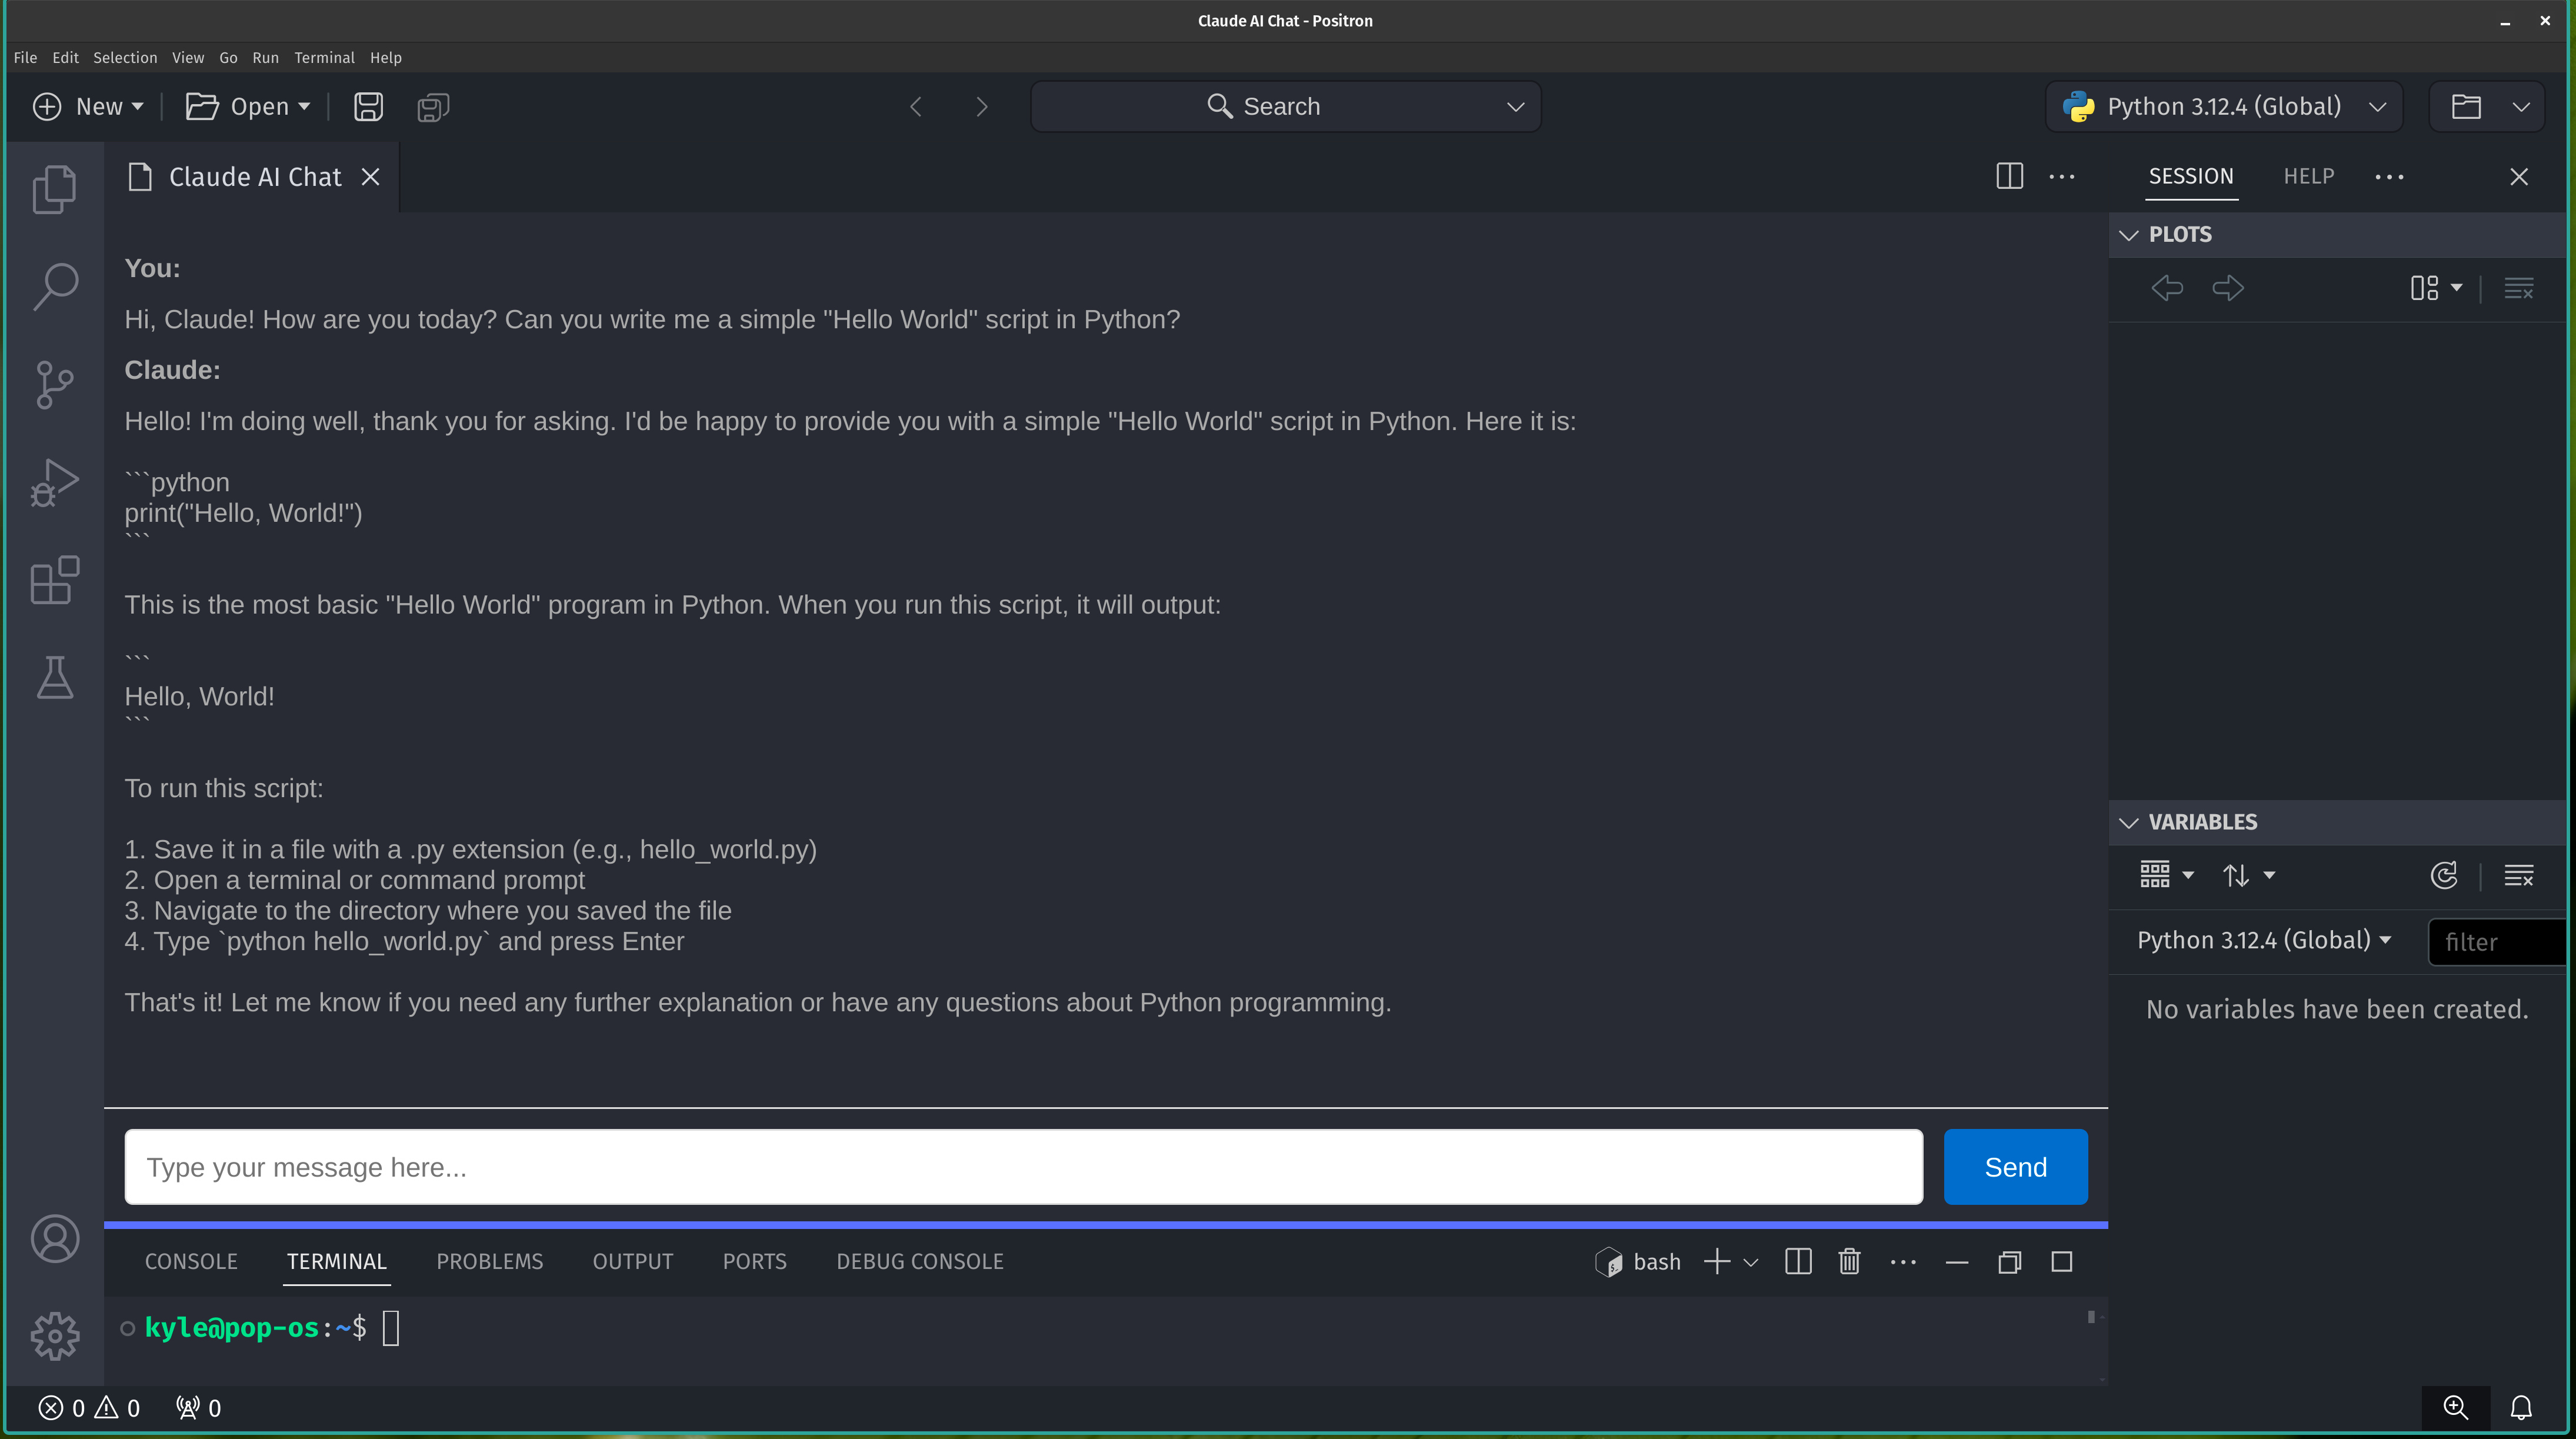 Claude AI Chat - Positron
File Edit Selection View Go Run Terminal Help
New Open Search Python 3.12.4 (Global)
Claude AI Chat
SESSION HELP
PLOTS
You:
Hi, Claude! How are you today? Can you write me a simple "Hello World" script in Python?
Claude:
Hello! I'm doing well, thank you for asking. I'd be happy to provide you with a simple "Hello World" script in Python. Here it is:
```python
print("Hello, World!")
```
This is the most basic "Hello World" program in Python. When you run this script, it will output:
```
Hello, World!
```
To run this script:
1. Save it in a file with a .py extension (e.g., hello_world.py)
2. Open a terminal or command prompt
3. Navigate to the directory where you saved the file
4. Type `python hello_world.py` and press Enter
That's it! Let me know if you need any further explanation or have any questions about Python programming.
Type your message here...
Send
VARIABLES
Python 3.12.4 (Global)
filter
No variables have been created.
CONSOLE TERMINAL PROBLEMS OUTPUT PORTS DEBUG CONSOLE
bash
kyle@pop-os:~$
0 0 0